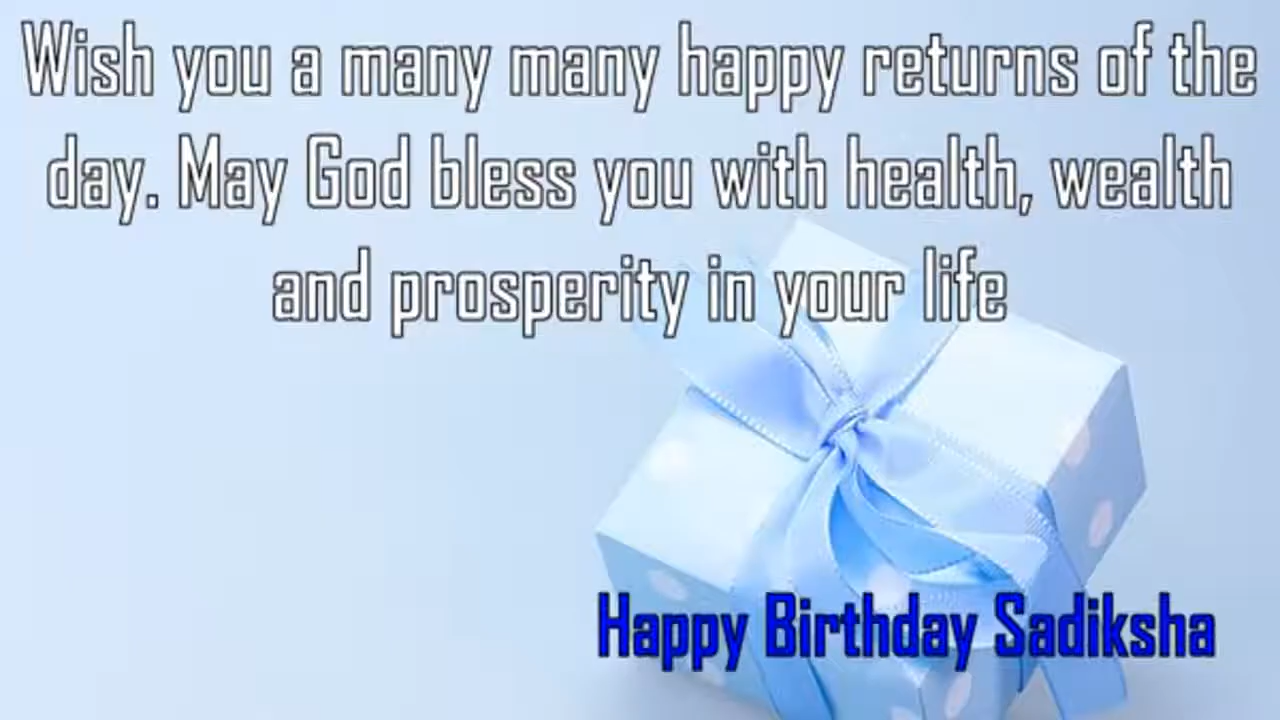 Wish you a many many happy returns of the
day. May God bless you with health, wealth
and prosperity in your life
Happy Birthday Sadiksha